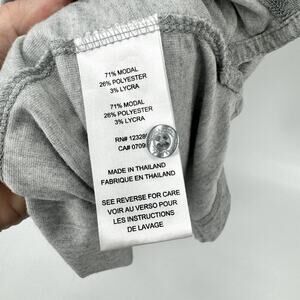 71% MODAL
26% POLYESTER
3% LYCRA
71% MODAL
26% POLYESTER
3% LYCRA
RN# 12328
CA# 0709
MADE IN THAILAND
FABRIQUE EN THAILAND
SEE REVERSE FOR CARE
VOIR AU VERSO POUR
LES INSTRUCTIONS
DE LAVAGE